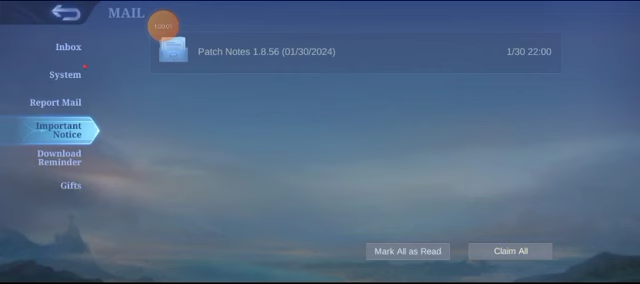 MAIL
Inbox
Patch Notes 1.8.56 (01/30/2024)
1/30 22:00
System
Report Mail
Important
Notice
Download
Reminder
Gifts
Mark All as Read
Claim All